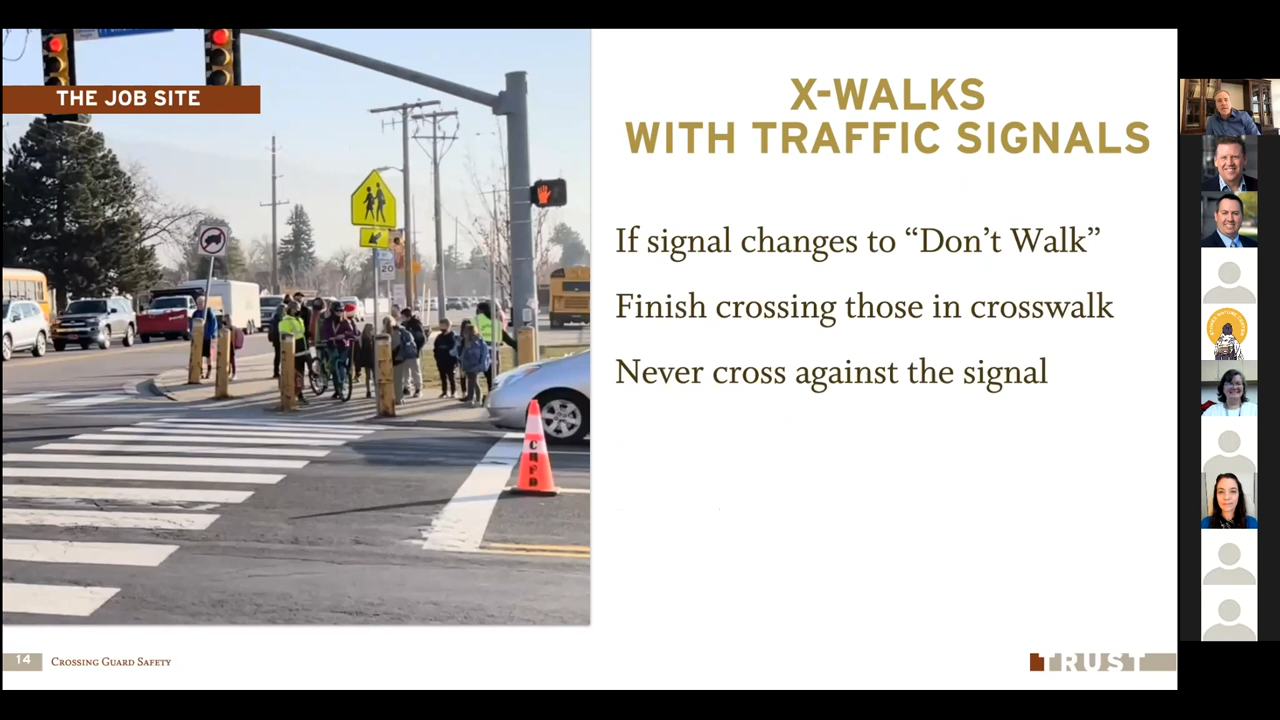 THE JOB SITE
X-WALKS
WITH TRAFFIC SIGNALS
If signal changes to “Don’t Walk”
Finish crossing those in crosswalk
Never cross against the signal
20
C
H
P
D
14
Crossing Guard Safety
TRUST